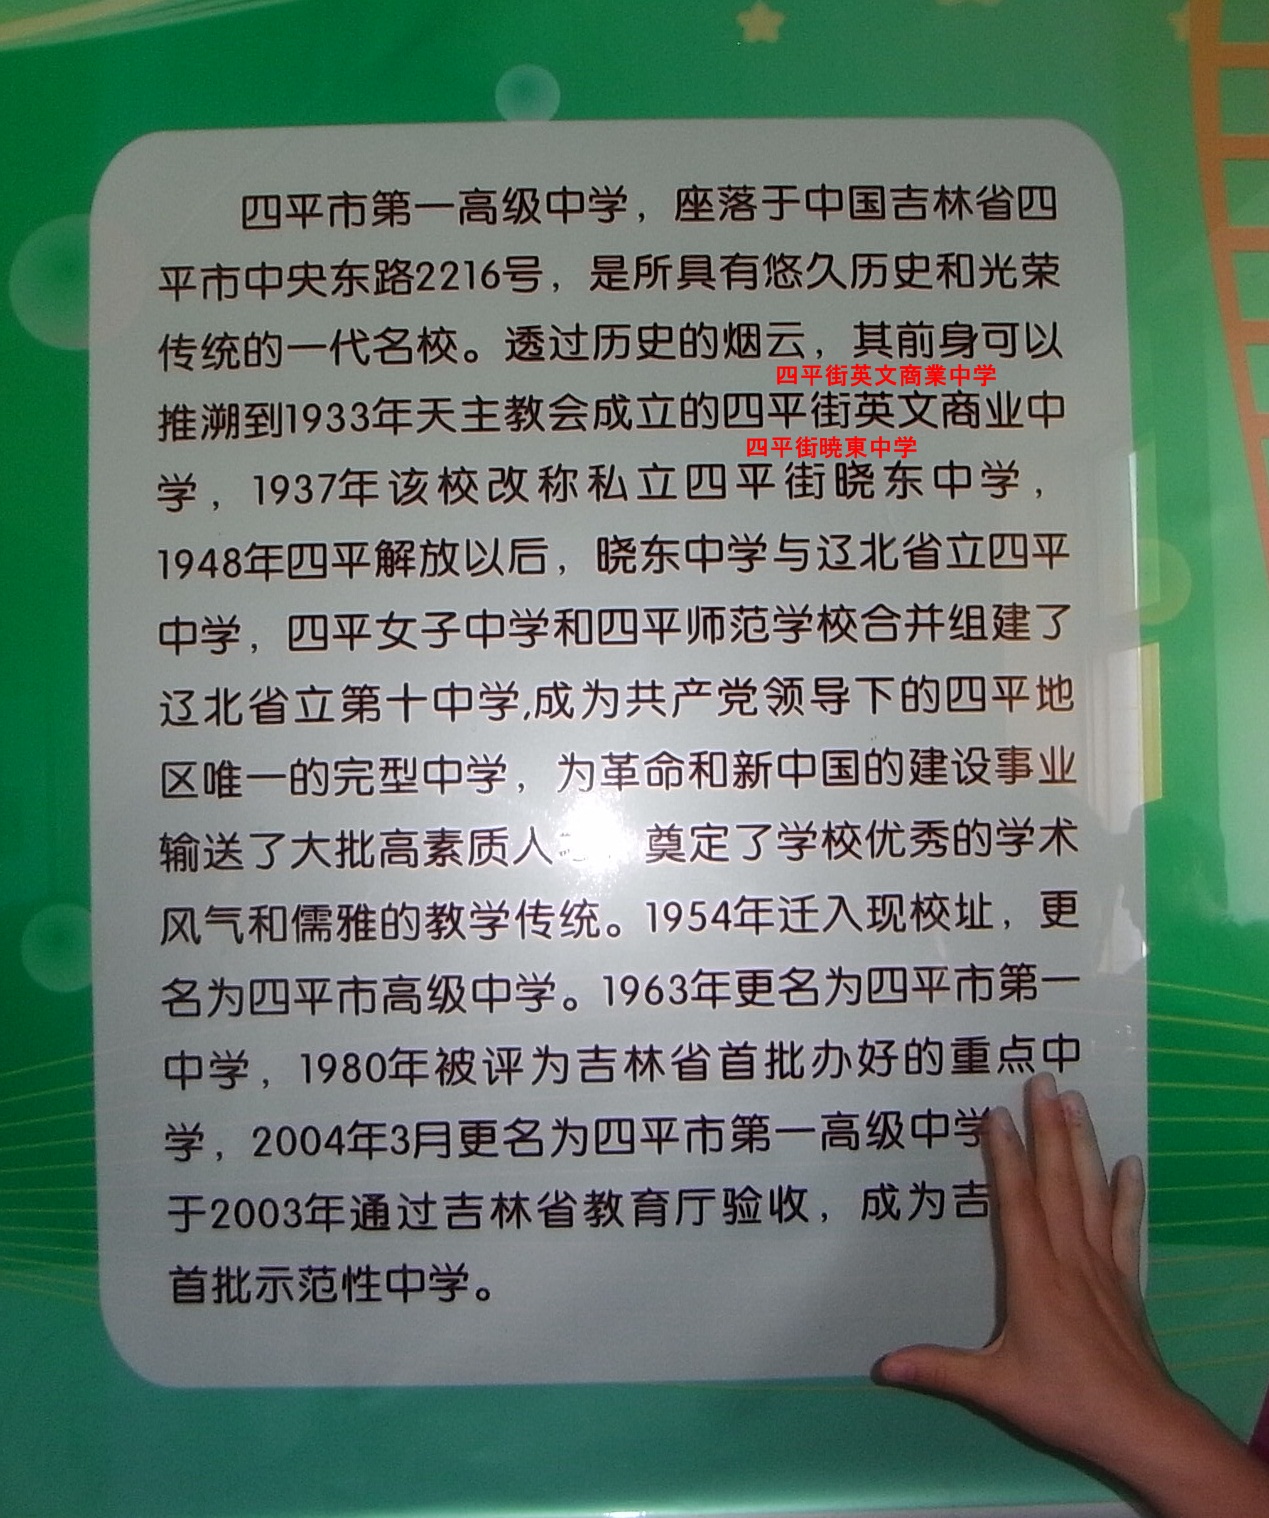 四平市第一高级中学，座落于中国吉林省四
平市中央东路2216号，是所具有悠久历史和光荣
传统的一代名校。透过历史的烟云，其前身可以
四平街英文商業中学
推溯到1933年天主教会成立的四平街英文商业中
四平街暁東中学
学，1937年该校改称私立四平街晓东中学，
1948年四平解放以后，晓东中学与辽北省立四平
中学，四平女子中学和四平师范学校合并组建了
辽北省立第十中学,成为共产党领导下的四平地
区唯一的完型中学，为革命和新中国的建设事业
输送了大批高素质人 奠定了学校优秀的学术
风气和儒雅的教学传统。1954年迁入现校址，更
名为四平市高级中学。1963年更名为四平市第一
中学，1980年被评为吉林省首批办好的重点中
学，2004年3月更名为四平市第一高级中学
于2003年通过吉林省教育厅验收，成为吉
首批示范性中学。